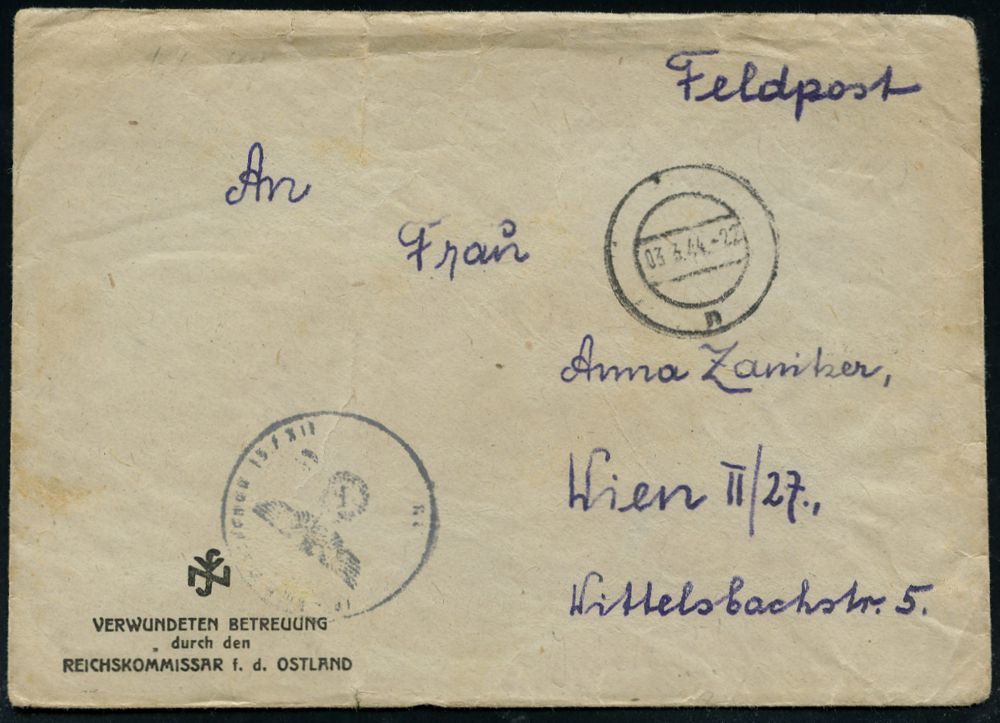 Feldpost
An
Frau
03.3.44.-22
n
Anna Zanitzer,
Wien II/27.,
Wittelsbachstr. 5.
VERWUNDETEN BETREUUNG
durch den
REICHSKOMMISSAR f. d. OSTLAND